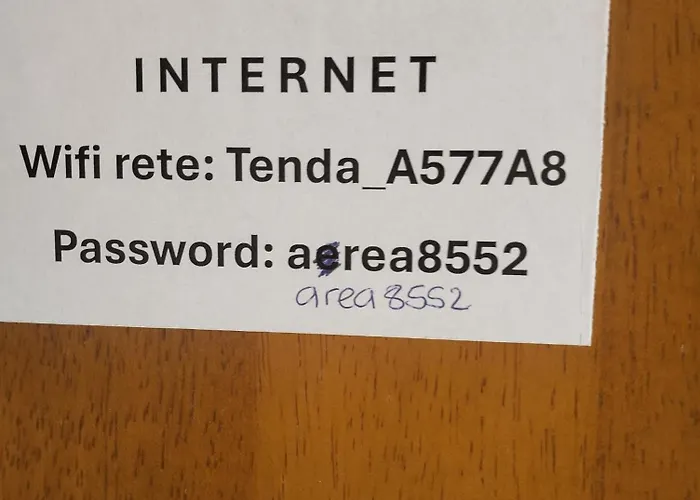 INTERNET
Wifi rete: Tenda_A577A8
Password: aerea8552
area8552